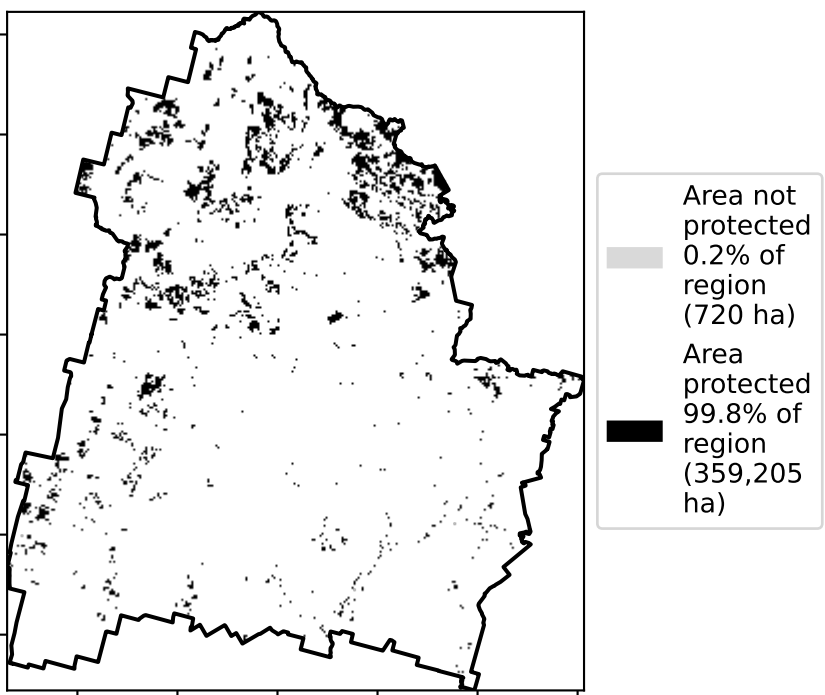 Area not
protected
0.2% of
region
(720 ha)
Area
protected
99.8% of
region
(359,205
ha)